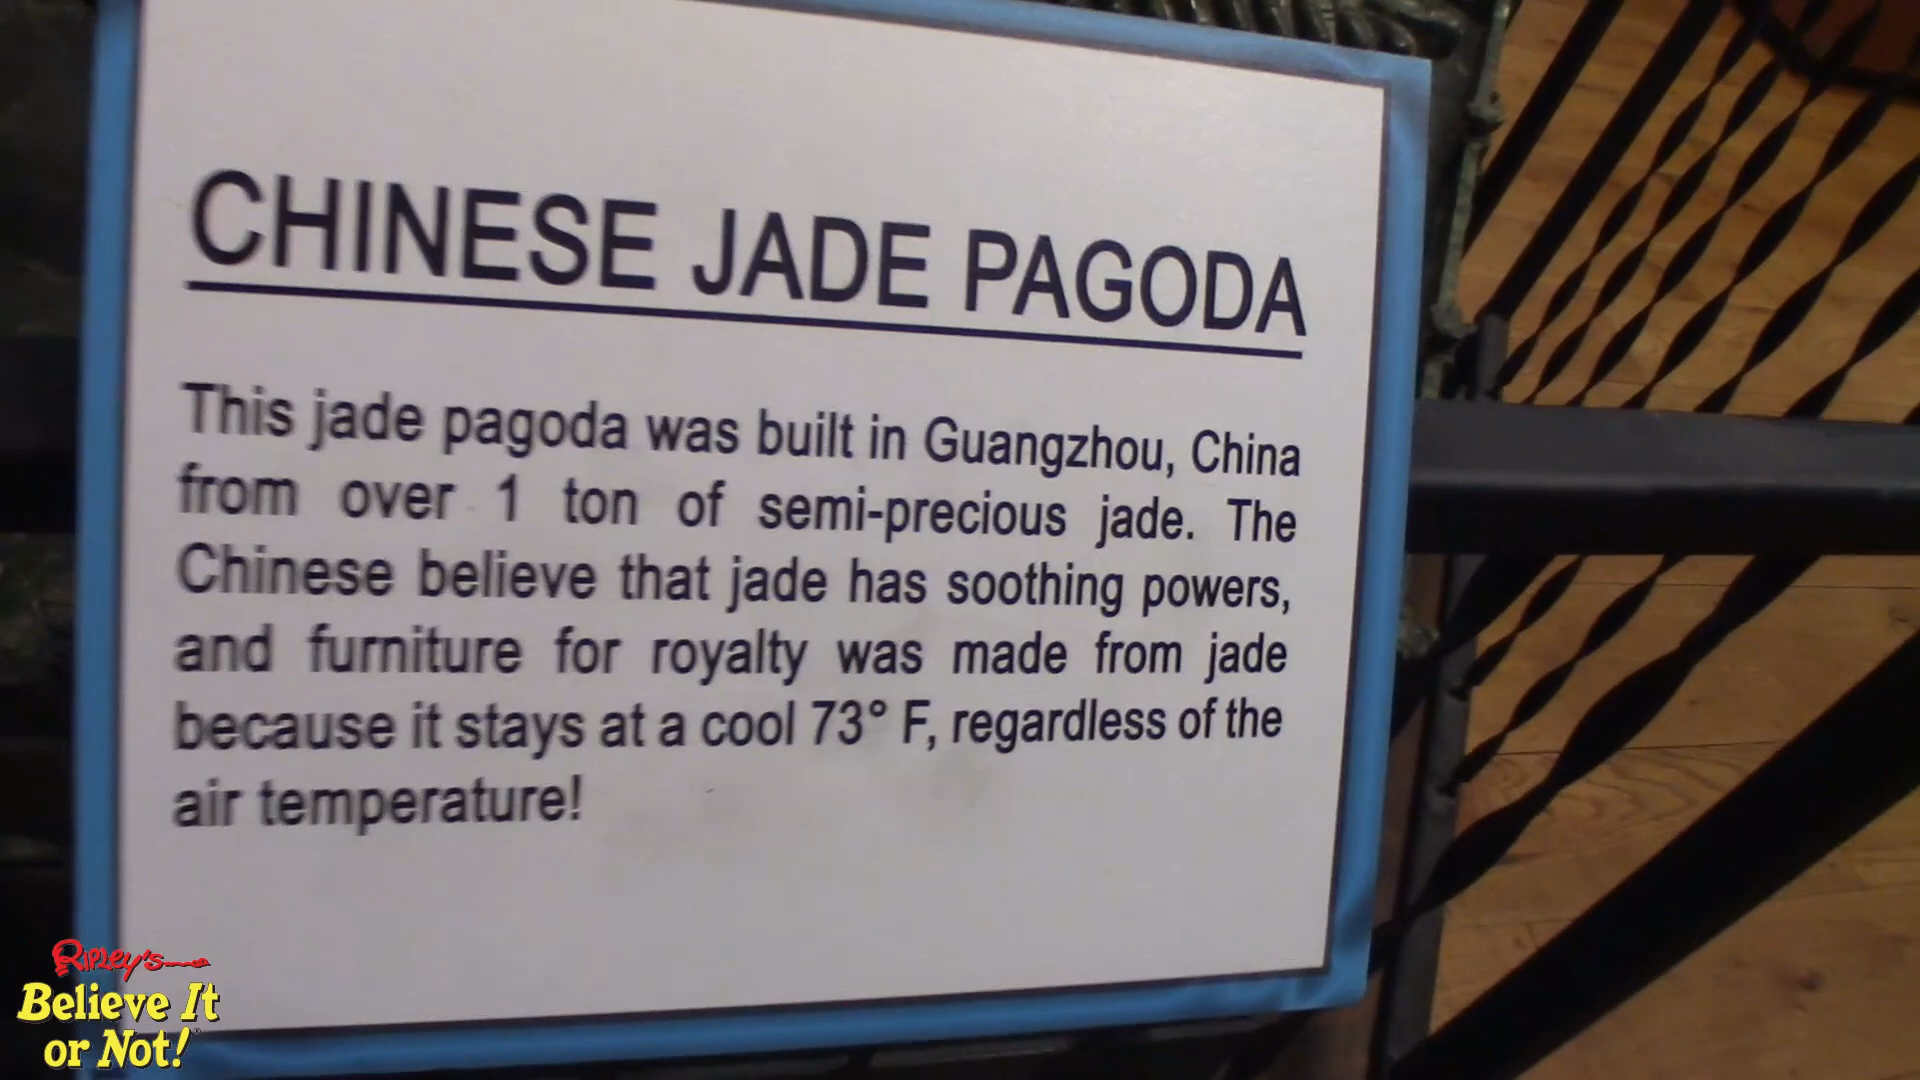 CHINESE JADE PAGODA
This jade pagoda was built in Guangzhou, China
from over 1 ton of semi-precious jade. The
Chinese believe that jade has soothing powers,
and furniture for royalty was made from jade
because it stays at a cool 73° F, regardless of the
air temperature!
Ripley's
Believe It
or Not!